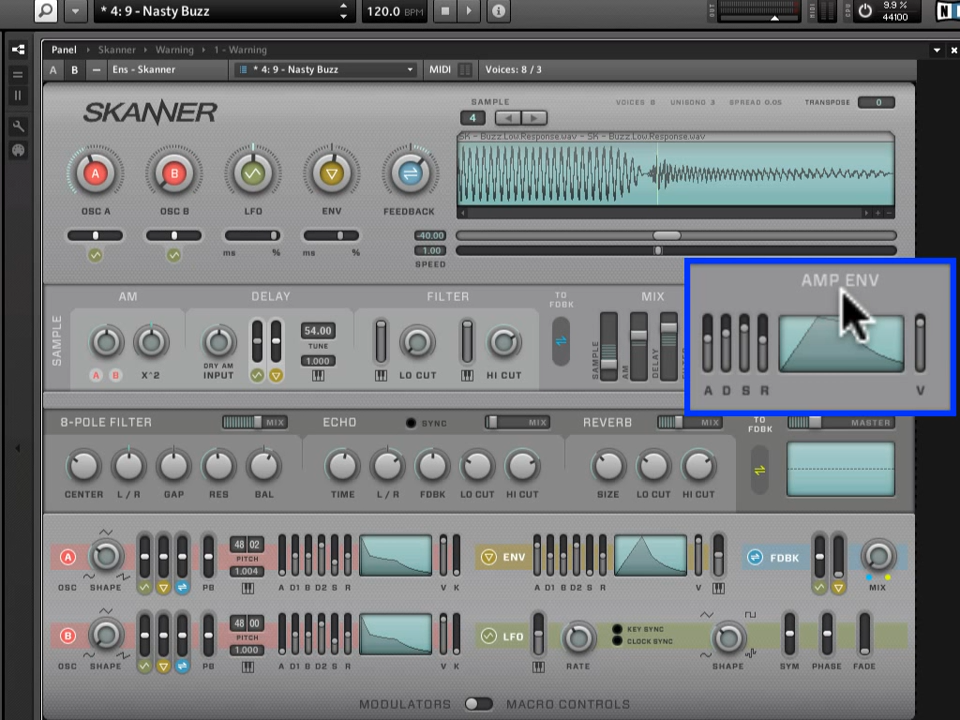 * 4: 9 - Nasty Buzz 120.0 BPM 9.9 % 44100
Panel Skanner Warning 1 - Warning
A B Ens - Skanner * 4: 9 - Nasty Buzz MIDI Voices: 8 / 3
SKANNER
SAMPLE VOICES 8 UNISONO 3 SPREAD 0.05 TRANSPOSE 0
4
SK - Buzz.Low.Response.wav - SK - Buzz.Low.Response.wav
A B
OSC A OSC B LFO ENV FEEDBACK
-40.00
ms % ms % 1.00
SPEED
AM DELAY FILTER TO FDBK MIX AMP ENV
SAMPLE
54.00
TUNE
1.000
A B X^2 DRY AM INPUT LO CUT HI CUT
SAMPLE AM DELAY
A D S R V
8-POLE FILTER MIX ECHO SYNC MIX REVERB MIX TO FDBK MASTER
CENTER L / R GAP RES BAL TIME L / R FDBK LO CUT HI CUT SIZE LO CUT HI CUT
A 48 02 ENV FDBK
PITCH
1.004
OSC SHAPE PB A D1 B D2 S R V K A D1 B D2 S R V MIX
B 48 00 LFO KEY SYNC
PITCH CLOCK SYNC
1.000
OSC SHAPE PB A D1 B D2 S R V K RATE SHAPE SYM PHASE FADE
MODULATORS MACRO CONTROLS